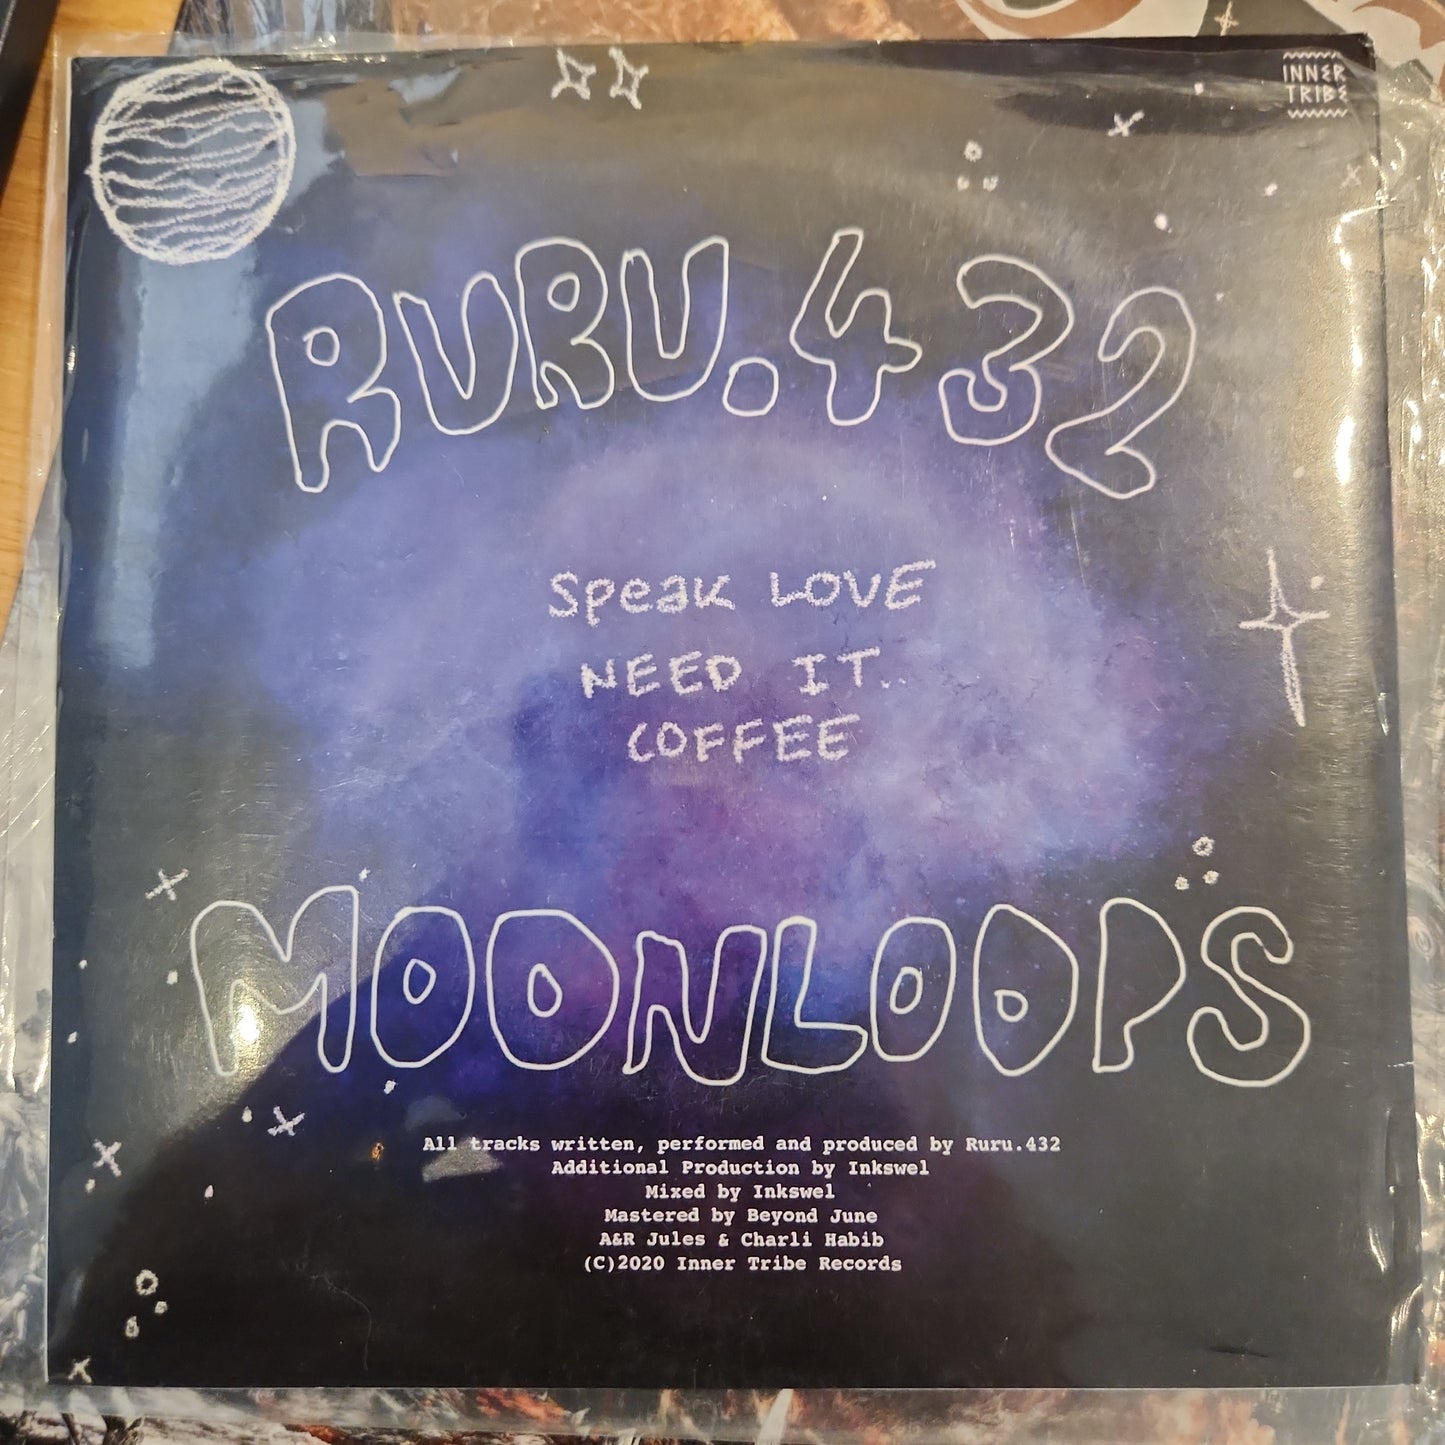 INNER
TRIBE
RURU.432
Speak LOVE
NEED IT.
COFFEE
MOONLOOPS
All tracks written, performed and produced by Ruru.432
Additional Production by Inkswel
Mixed by Inkswel
Mastered by Beyond June
A&R Jules & Charli Habib
(C)2020 Inner Tribe Records